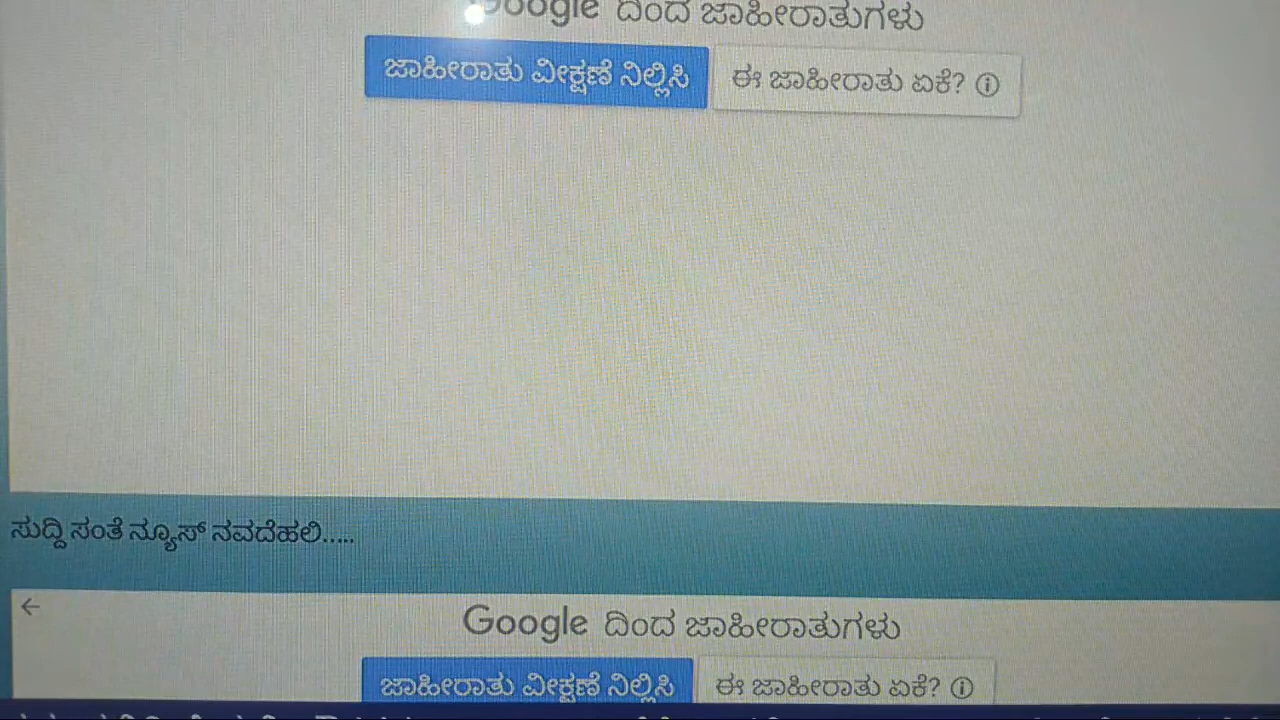 Google ದಿಂದ ಜಾಹೀರಾತುಗಳು
ಜಾಹೀರಾತು ವೀಕ್ಷಣೆ ನಿಲ್ಲಿಸಿ ಈ ಜಾಹೀರಾತು ಏಕೆ?
ಸುದ್ದಿ ಸಂತೆ ನ್ಯೂಸ್ ನವದೆಹಲಿ.....
Google ದಿಂದ ಜಾಹೀರಾತುಗಳು
ಜಾಹೀರಾತು ವೀಕ್ಷಣೆ ನಿಲ್ಲಿಸಿ ಈ ಜಾಹೀರಾತು ಏಕೆ?